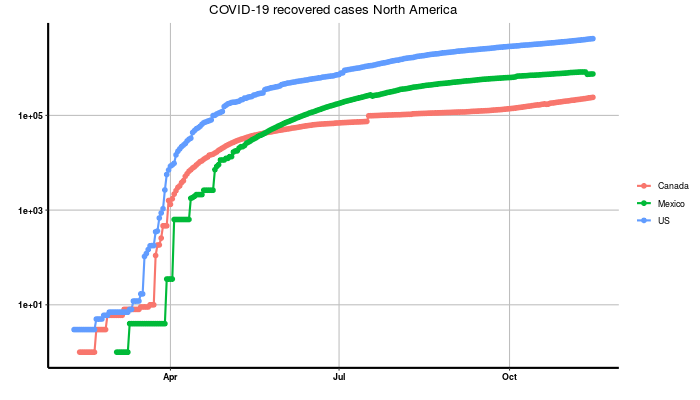 COVID-19 recovered cases North America
1e+05
1e+03
1e+01
Apr
Jul
Oct
Canada
Mexico
US